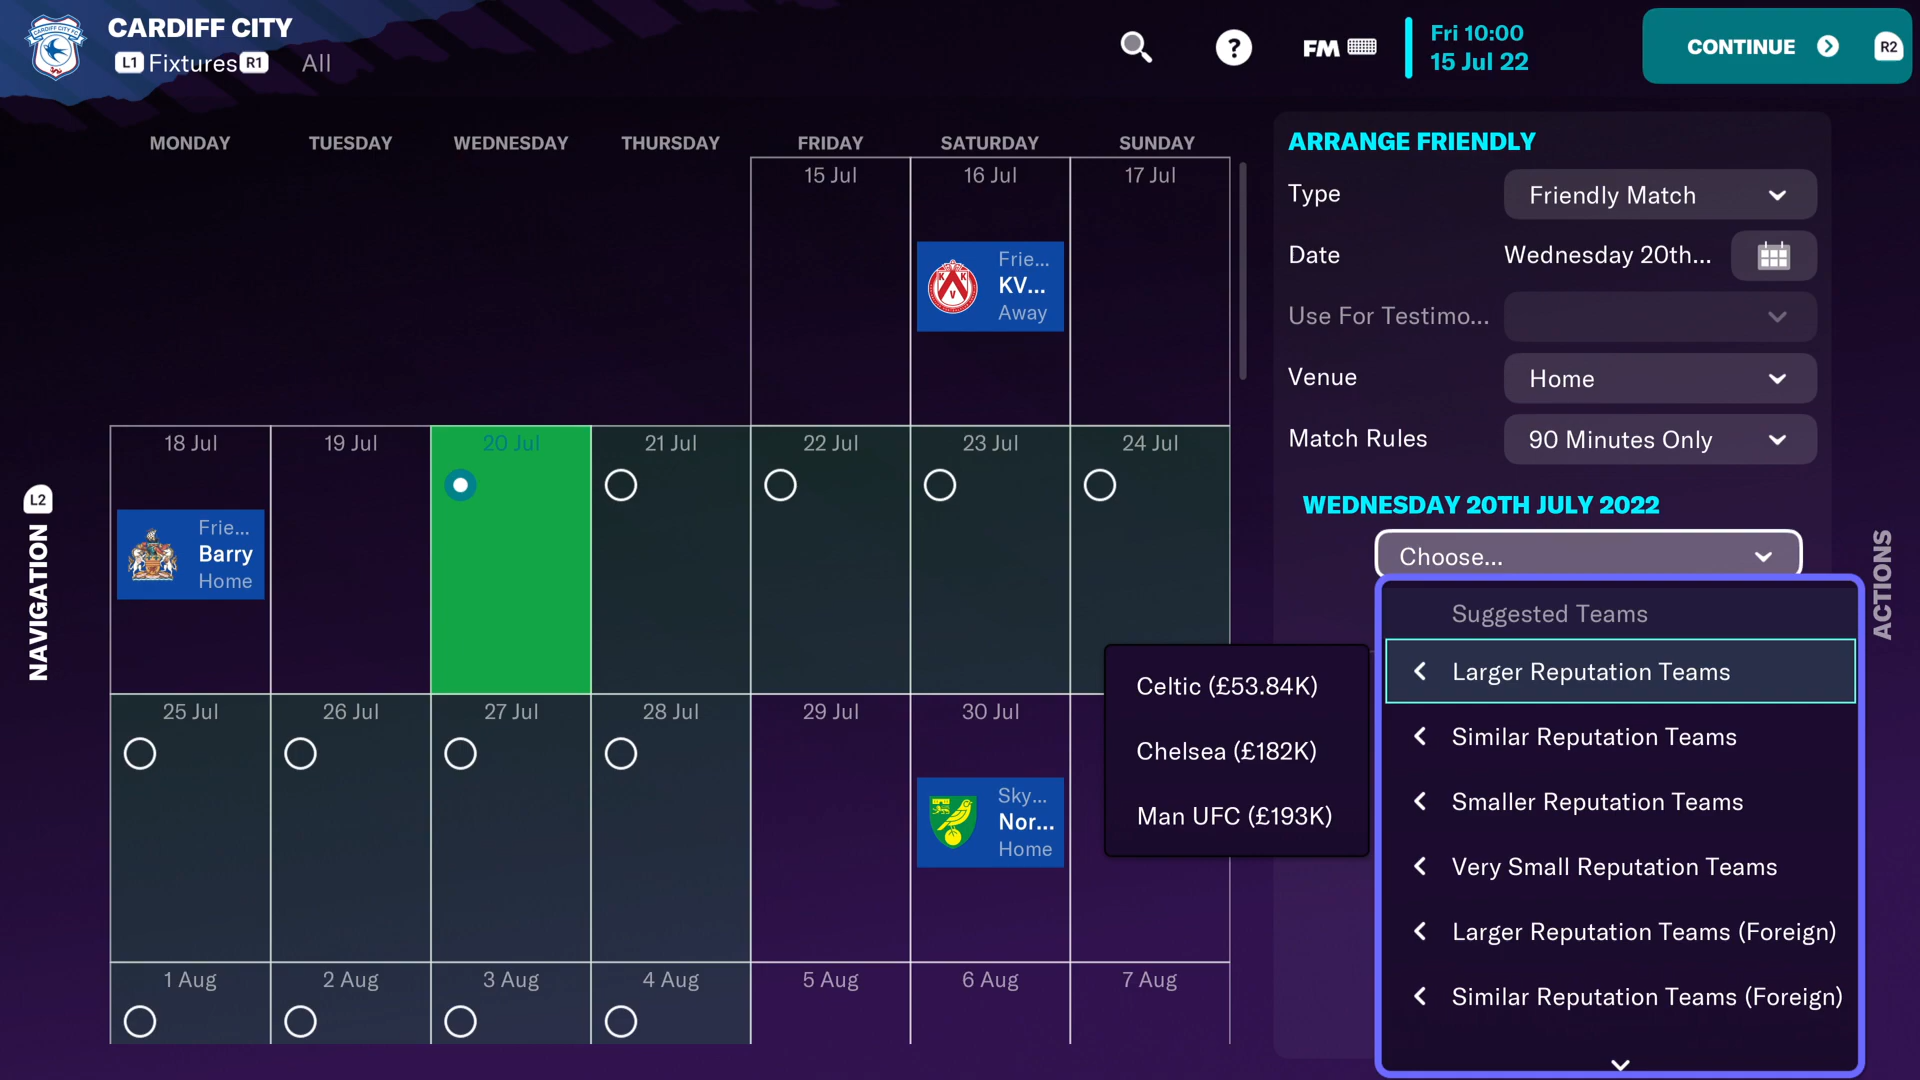 CARDIFF CITY
L1 Fixtures R1 All
FM
Fri 10:00
15 Jul 22
CONTINUE R2
MONDAY TUESDAY WEDNESDAY THURSDAY FRIDAY SATURDAY SUNDAY
15 Jul 16 Jul 17 Jul
Frie...
KV...
Away
18 Jul 19 Jul 20 Jul 21 Jul 22 Jul 23 Jul 24 Jul
Frie...
Barry
Home
25 Jul 26 Jul 27 Jul 28 Jul 29 Jul 30 Jul
Sky...
Nor...
Home
1 Aug 2 Aug 3 Aug 4 Aug 5 Aug 6 Aug 7 Aug
L2
NAVIGATION
ARRANGE FRIENDLY
Type Friendly Match
Date Wednesday 20th...
Use For Testimo...
Venue Home
Match Rules 90 Minutes Only
WEDNESDAY 20TH JULY 2022
Choose...
Suggested Teams
Larger Reputation Teams
Similar Reputation Teams
Smaller Reputation Teams
Very Small Reputation Teams
Larger Reputation Teams (Foreign)
Similar Reputation Teams (Foreign)
Celtic (£53.84K)
Chelsea (£182K)
Man UFC (£193K)
ACTIONS